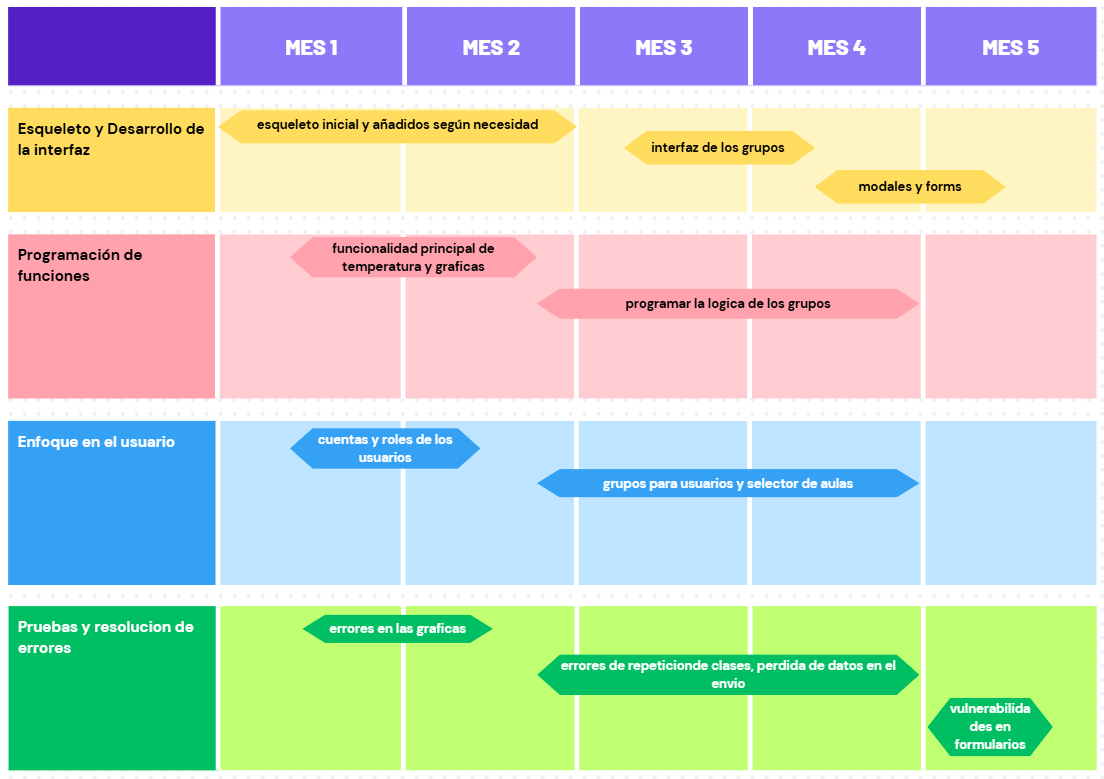 MES 1
MES 2
MES 3
MES 4
MES 5
Esqueleto y Desarrollo de
la interfaz
esqueleto inicial y añadidos según necesidad
interfaz de los grupos
modales y forms
Programación de
funciones
funcionalidad principal de
temperatura y graficas
programar la logica de los grupos
Enfoque en el usuario
cuentas y roles de los
usuarios
grupos para usuarios y selector de aulas
Pruebas y resolucion de
errores
errores en las graficas
errores de repeticionde clases, perdida de datos en el
envio
vulnerabilida
des en
formularios